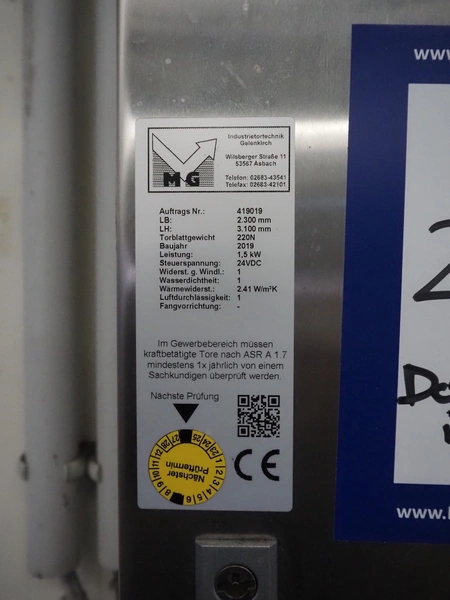 Industrietortechnik
Gelenkirch
Wilsberger Straße 11
53567 Asbach
Telefon: 02683-43541
Telefax: 02683-42101
M G
Auftrags Nr.: 419019
LB: 2.300 mm
LH: 3.100 mm
Torblattgewicht 220N
Baujahr 2019
Leistung: 1,5 kW
Steuerspannung: 24VDC
Widerst. g. Windl.: 1
Wasserdichtheit: 1
Wärmewiderst.: 2.41 W/m²K
Luftdurchlässigkeit: 1
Fangvorrichtung: -
Im Gewerbebereich müssen
kraftbetätigte Tore nach ASR A 1.7
mindestens 1x jährlich von einem
Sachkundigen überprüft werden.
Nächste Prüfung
Nächster
Prüftermin
CE
www.
2
www.